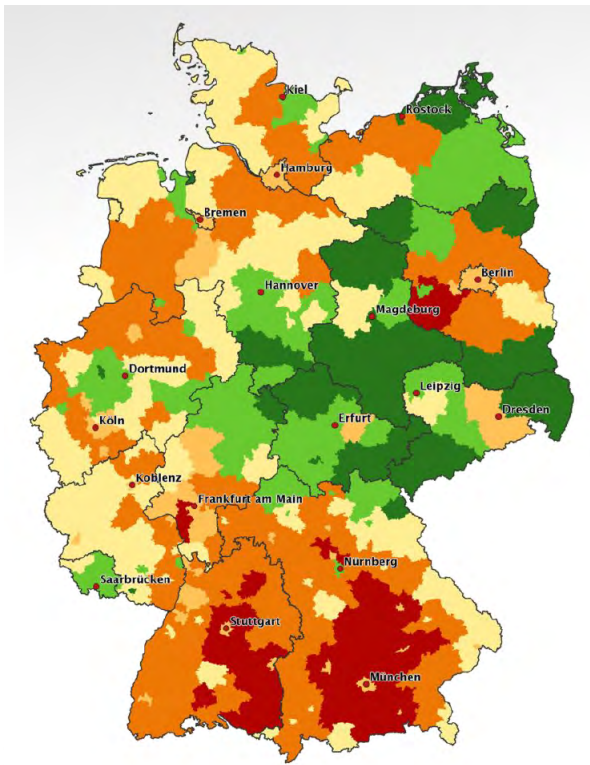 Kiel
Rostock
Hamburg
Bremen
Berlin
Hannover
Magdeburg
Dortmund
Leipzig
Dresden
Köln
Erfurt
Koblenz
Frankfurt am Main
Nürnberg
Saarbrücken
Stuttgart
München